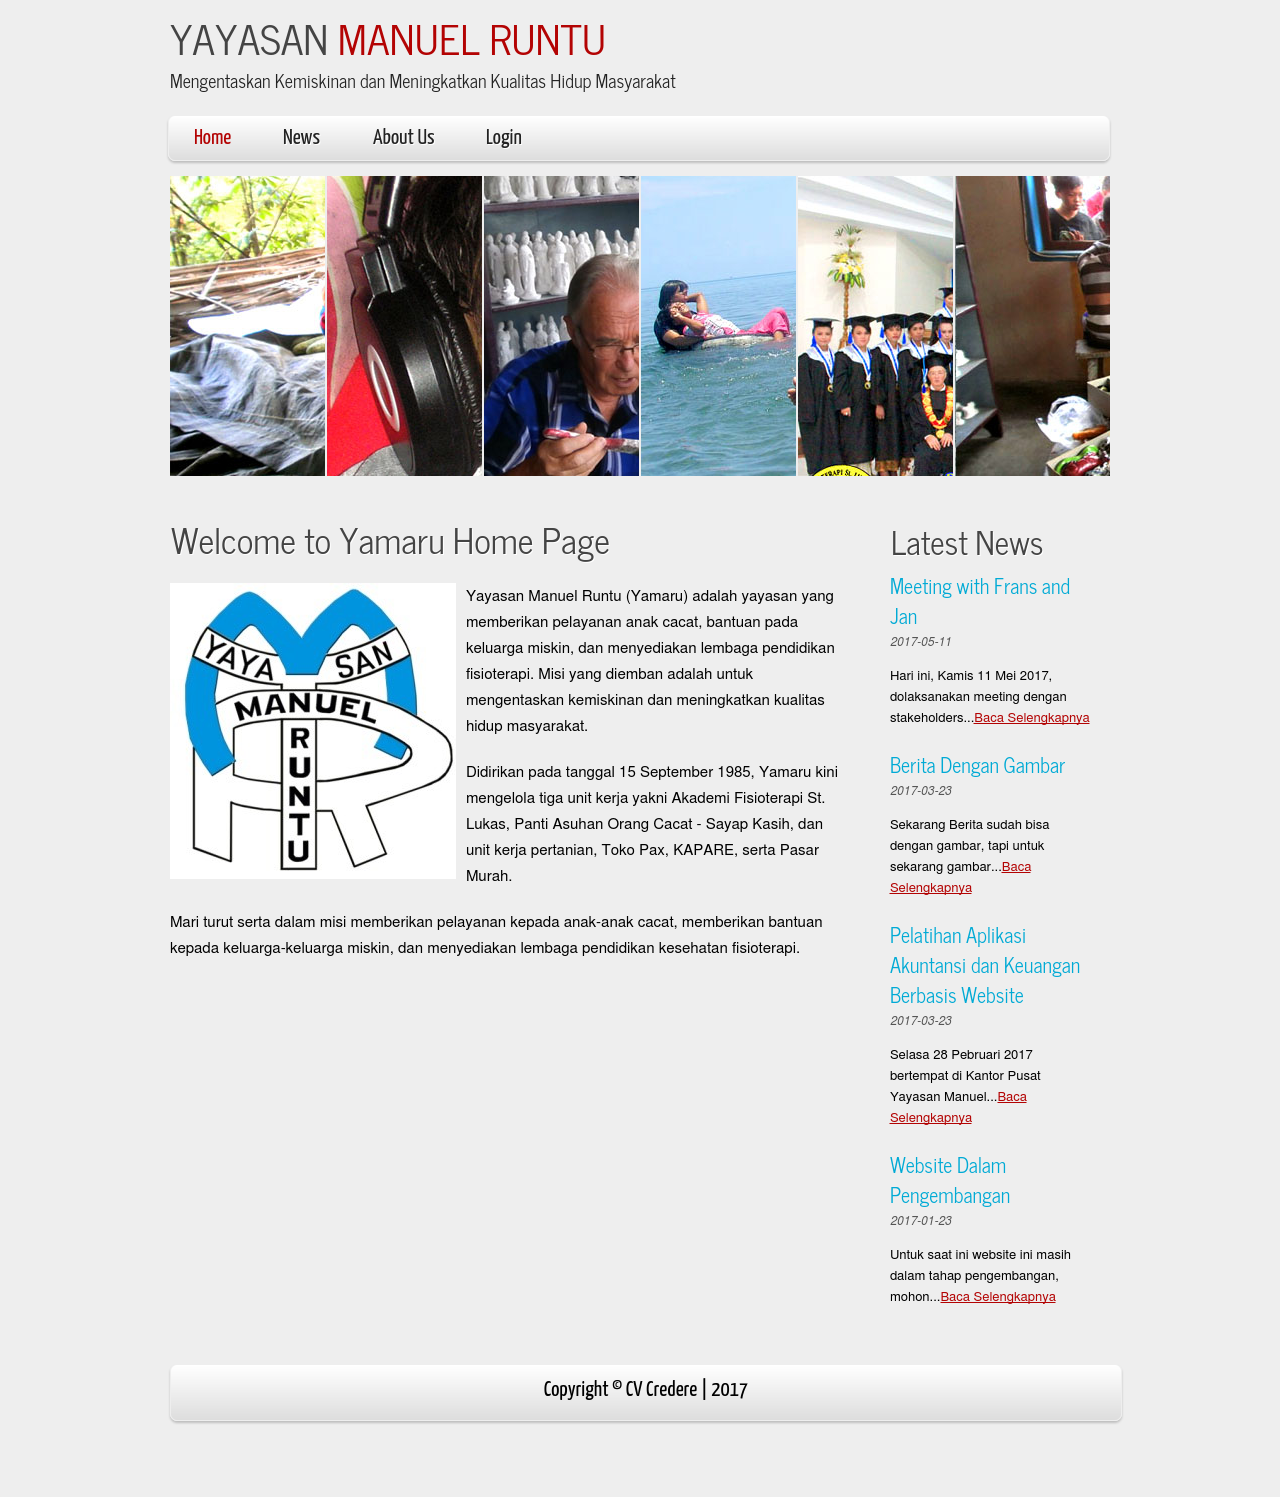 YAYASAN MANUEL RUNTU
Mengentaskan Kemiskinan dan Meningkatkan Kualitas Hidup Masyarakat
Home News About Us Login
ERAPI St. LU
Welcome to Yamaru Home Page
YAYA SAN
MANUEL
RUNTU
Yayasan Manuel Runtu (Yamaru) adalah yayasan yang
memberikan pelayanan anak cacat, bantuan pada
keluarga miskin, dan menyediakan lembaga pendidikan
fisioterapi. Misi yang diemban adalah untuk
mengentaskan kemiskinan dan meningkatkan kualitas
hidup masyarakat.
Didirikan pada tanggal 15 September 1985, Yamaru kini
mengelola tiga unit kerja yakni Akademi Fisioterapi St.
Lukas, Panti Asuhan Orang Cacat - Sayap Kasih, dan
unit kerja pertanian, Toko Pax, KAPARE, serta Pasar
Murah.
Mari turut serta dalam misi memberikan pelayanan kepada anak-anak cacat, memberikan bantuan
kepada keluarga-keluarga miskin, dan menyediakan lembaga pendidikan kesehatan fisioterapi.
Latest News
Meeting with Frans and
Jan
2017-05-11
Hari ini, Kamis 11 Mei 2017,
dolaksanakan meeting dengan
stakeholders...Baca Selengkapnya
Berita Dengan Gambar
2017-03-23
Sekarang Berita sudah bisa
dengan gambar, tapi untuk
sekarang gambar...Baca
Selengkapnya
Pelatihan Aplikasi
Akuntansi dan Keuangan
Berbasis Website
2017-03-23
Selasa 28 Pebruari 2017
bertempat di Kantor Pusat
Yayasan Manuel...Baca
Selengkapnya
Website Dalam
Pengembangan
2017-01-23
Untuk saat ini website ini masih
dalam tahap pengembangan,
mohon...Baca Selengkapnya
Copyright © CV Credere | 2017